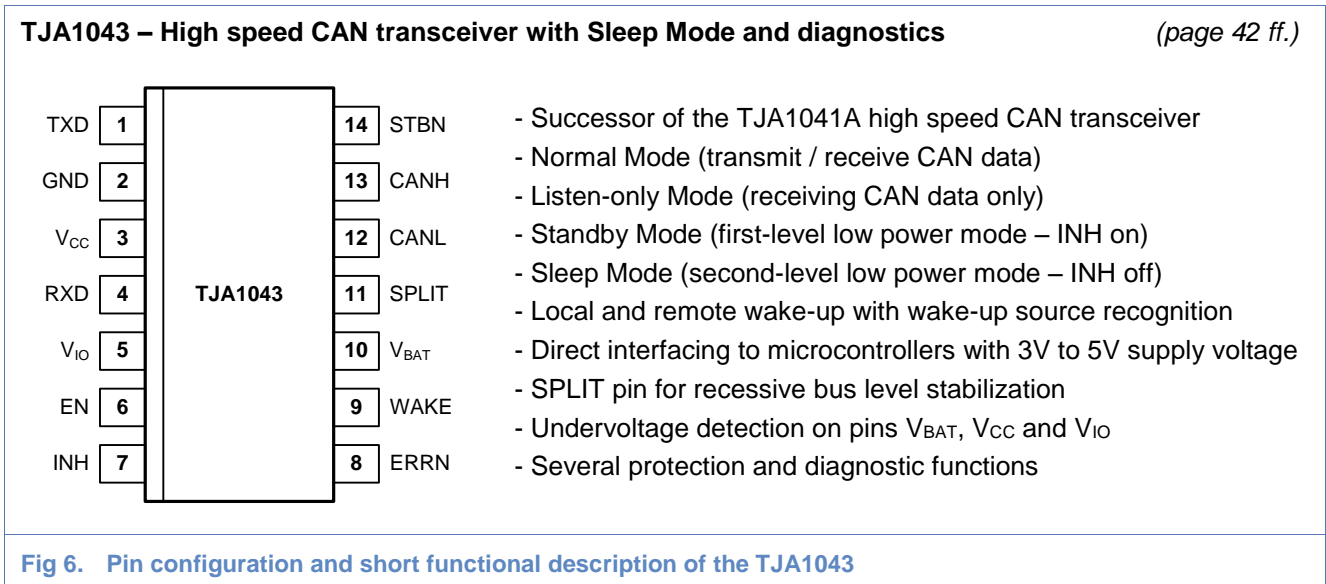 TJA1043 – High speed CAN transceiver with Sleep Mode and diagnostics (page 42 ff.)
TXD 1 14 STBN
GND 2 13 CANH
VCC 3 12 CANL
RXD 4 TJA1043 11 SPLIT
VIO 5 10 VBAT
EN 6 9 WAKE
INH 7 8 ERRN
- Successor of the TJA1041A high speed CAN transceiver
- Normal Mode (transmit / receive CAN data)
- Listen-only Mode (receiving CAN data only)
- Standby Mode (first-level low power mode – INH on)
- Sleep Mode (second-level low power mode – INH off)
- Local and remote wake-up with wake-up source recognition
- Direct interfacing to microcontrollers with 3V to 5V supply voltage
- SPLIT pin for recessive bus level stabilization
- Undervoltage detection on pins VBAT, VCC and VIO
- Several protection and diagnostic functions
Fig 6. Pin configuration and short functional description of the TJA1043